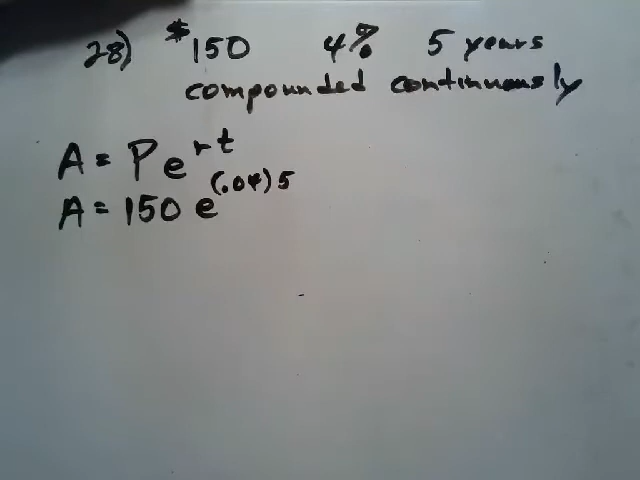 28) $150 4% 5 years
compounded continuously
A = Pe^rt
A = 150 e^(.04)5